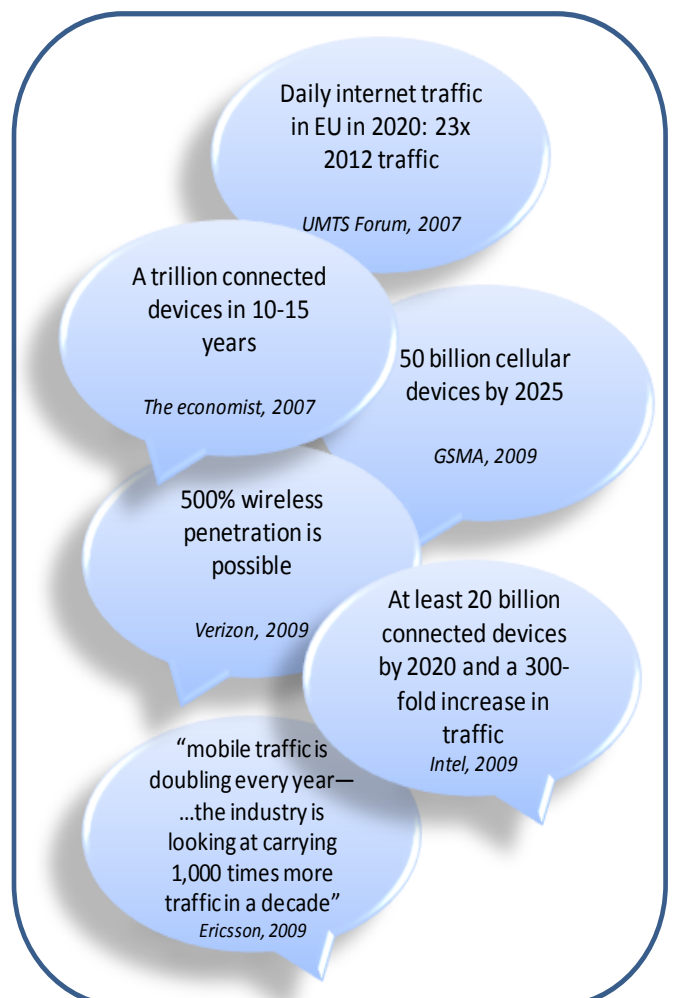 Daily internet traffic
in EU in 2020: 23x
2012 traffic
UMTS Forum, 2007
A trillion connected
devices in 10-15
years
The economist, 2007
50 billion cellular
devices by 2025
GSMA, 2009
500% wireless
penetration is
possible
Verizon, 2009
At least 20 billion
connected devices
by 2020 and a 300-
fold increase in
traffic
Intel, 2009
“mobile traffic is
doubling every year—
...the industry is
looking at carrying
1,000 times more
traffic in a decade”
Ericsson, 2009